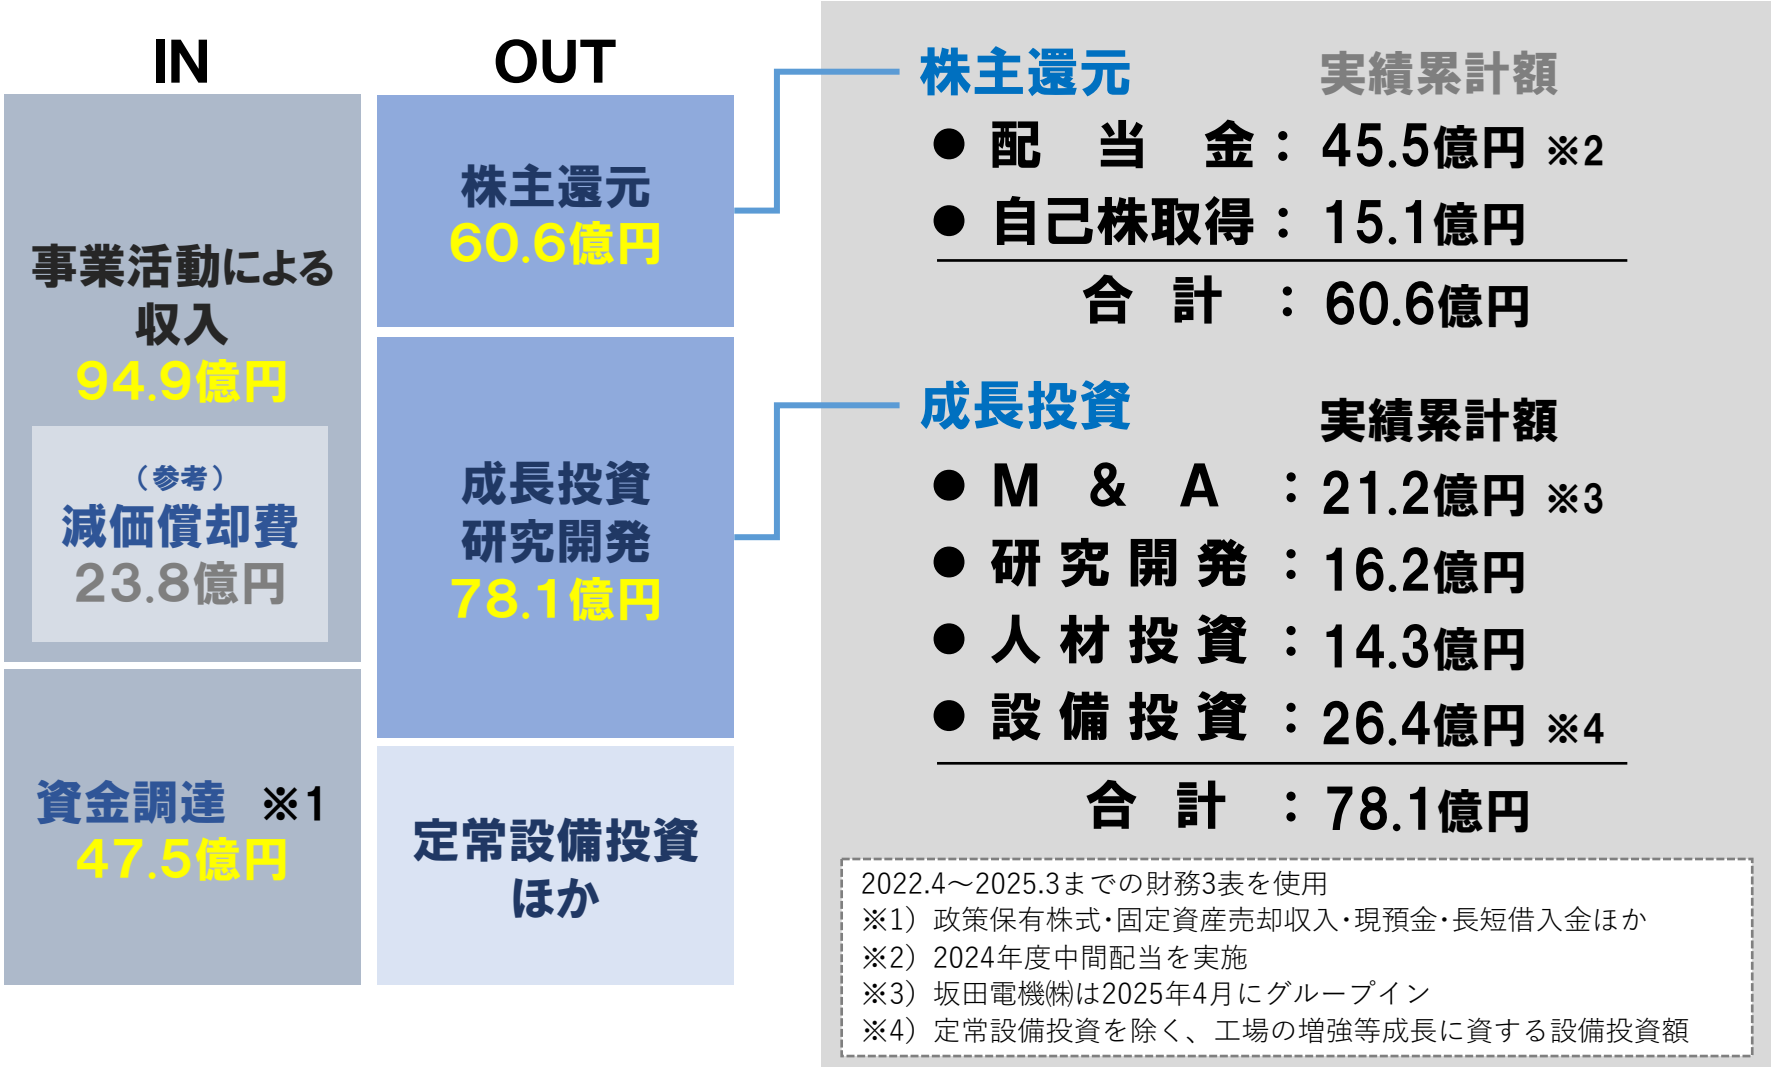 IN
事業活動による
収入
94.9億円
（参考）
減価償却費
23.8億円
資金調達 ※1
47.5億円
OUT
株主還元
60.6億円
成長投資
研究開発
78.1億円
定常設備投資
ほか
株主還元 実績累計額
● 配当金：45.5億円 ※2
● 自己株取得：15.1億円
合計：60.6億円
成長投資 実績累計額
● M&A：21.2億円 ※3
● 研究開発：16.2億円
● 人材投資：14.3億円
● 設備投資：26.4億円 ※4
合計：78.1億円
2022.4～2025.3までの財務3表を使用
※1）政策保有株式・固定資産売却収入・現預金・長短借入金ほか
※2）2024年度中間配当を実施
※3）坂田電機㈱は2025年4月にグループイン
※4）定常設備投資を除く、工場の増強等成長に資する設備投資額